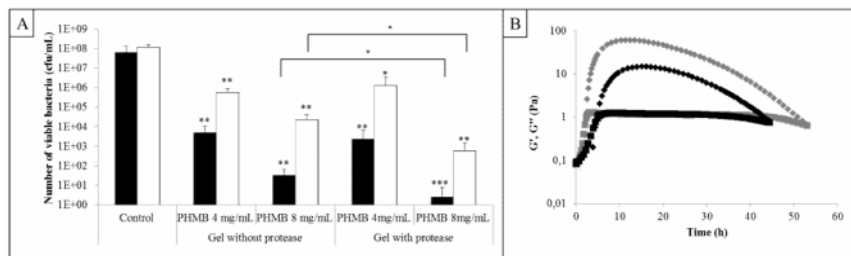 A
Number of viable bacteria (cfu/mL)
1E+09
1E+08
1E+07
1E+06
1E+05
1E+04
1E+03
1E+02
1E+01
1E+00
**
**
**
**
**
*
***
**
*
*
Control
PHMB 4 mg/mL
PHMB 8 mg/mL
PHMB 4mg/mL
PHMB 8mg/mL
Gel without protease
Gel with protease
B
G', G'' (Pa)
100
10
1
0,1
0,01
0
10
20
30
40
50
60
Time (h)